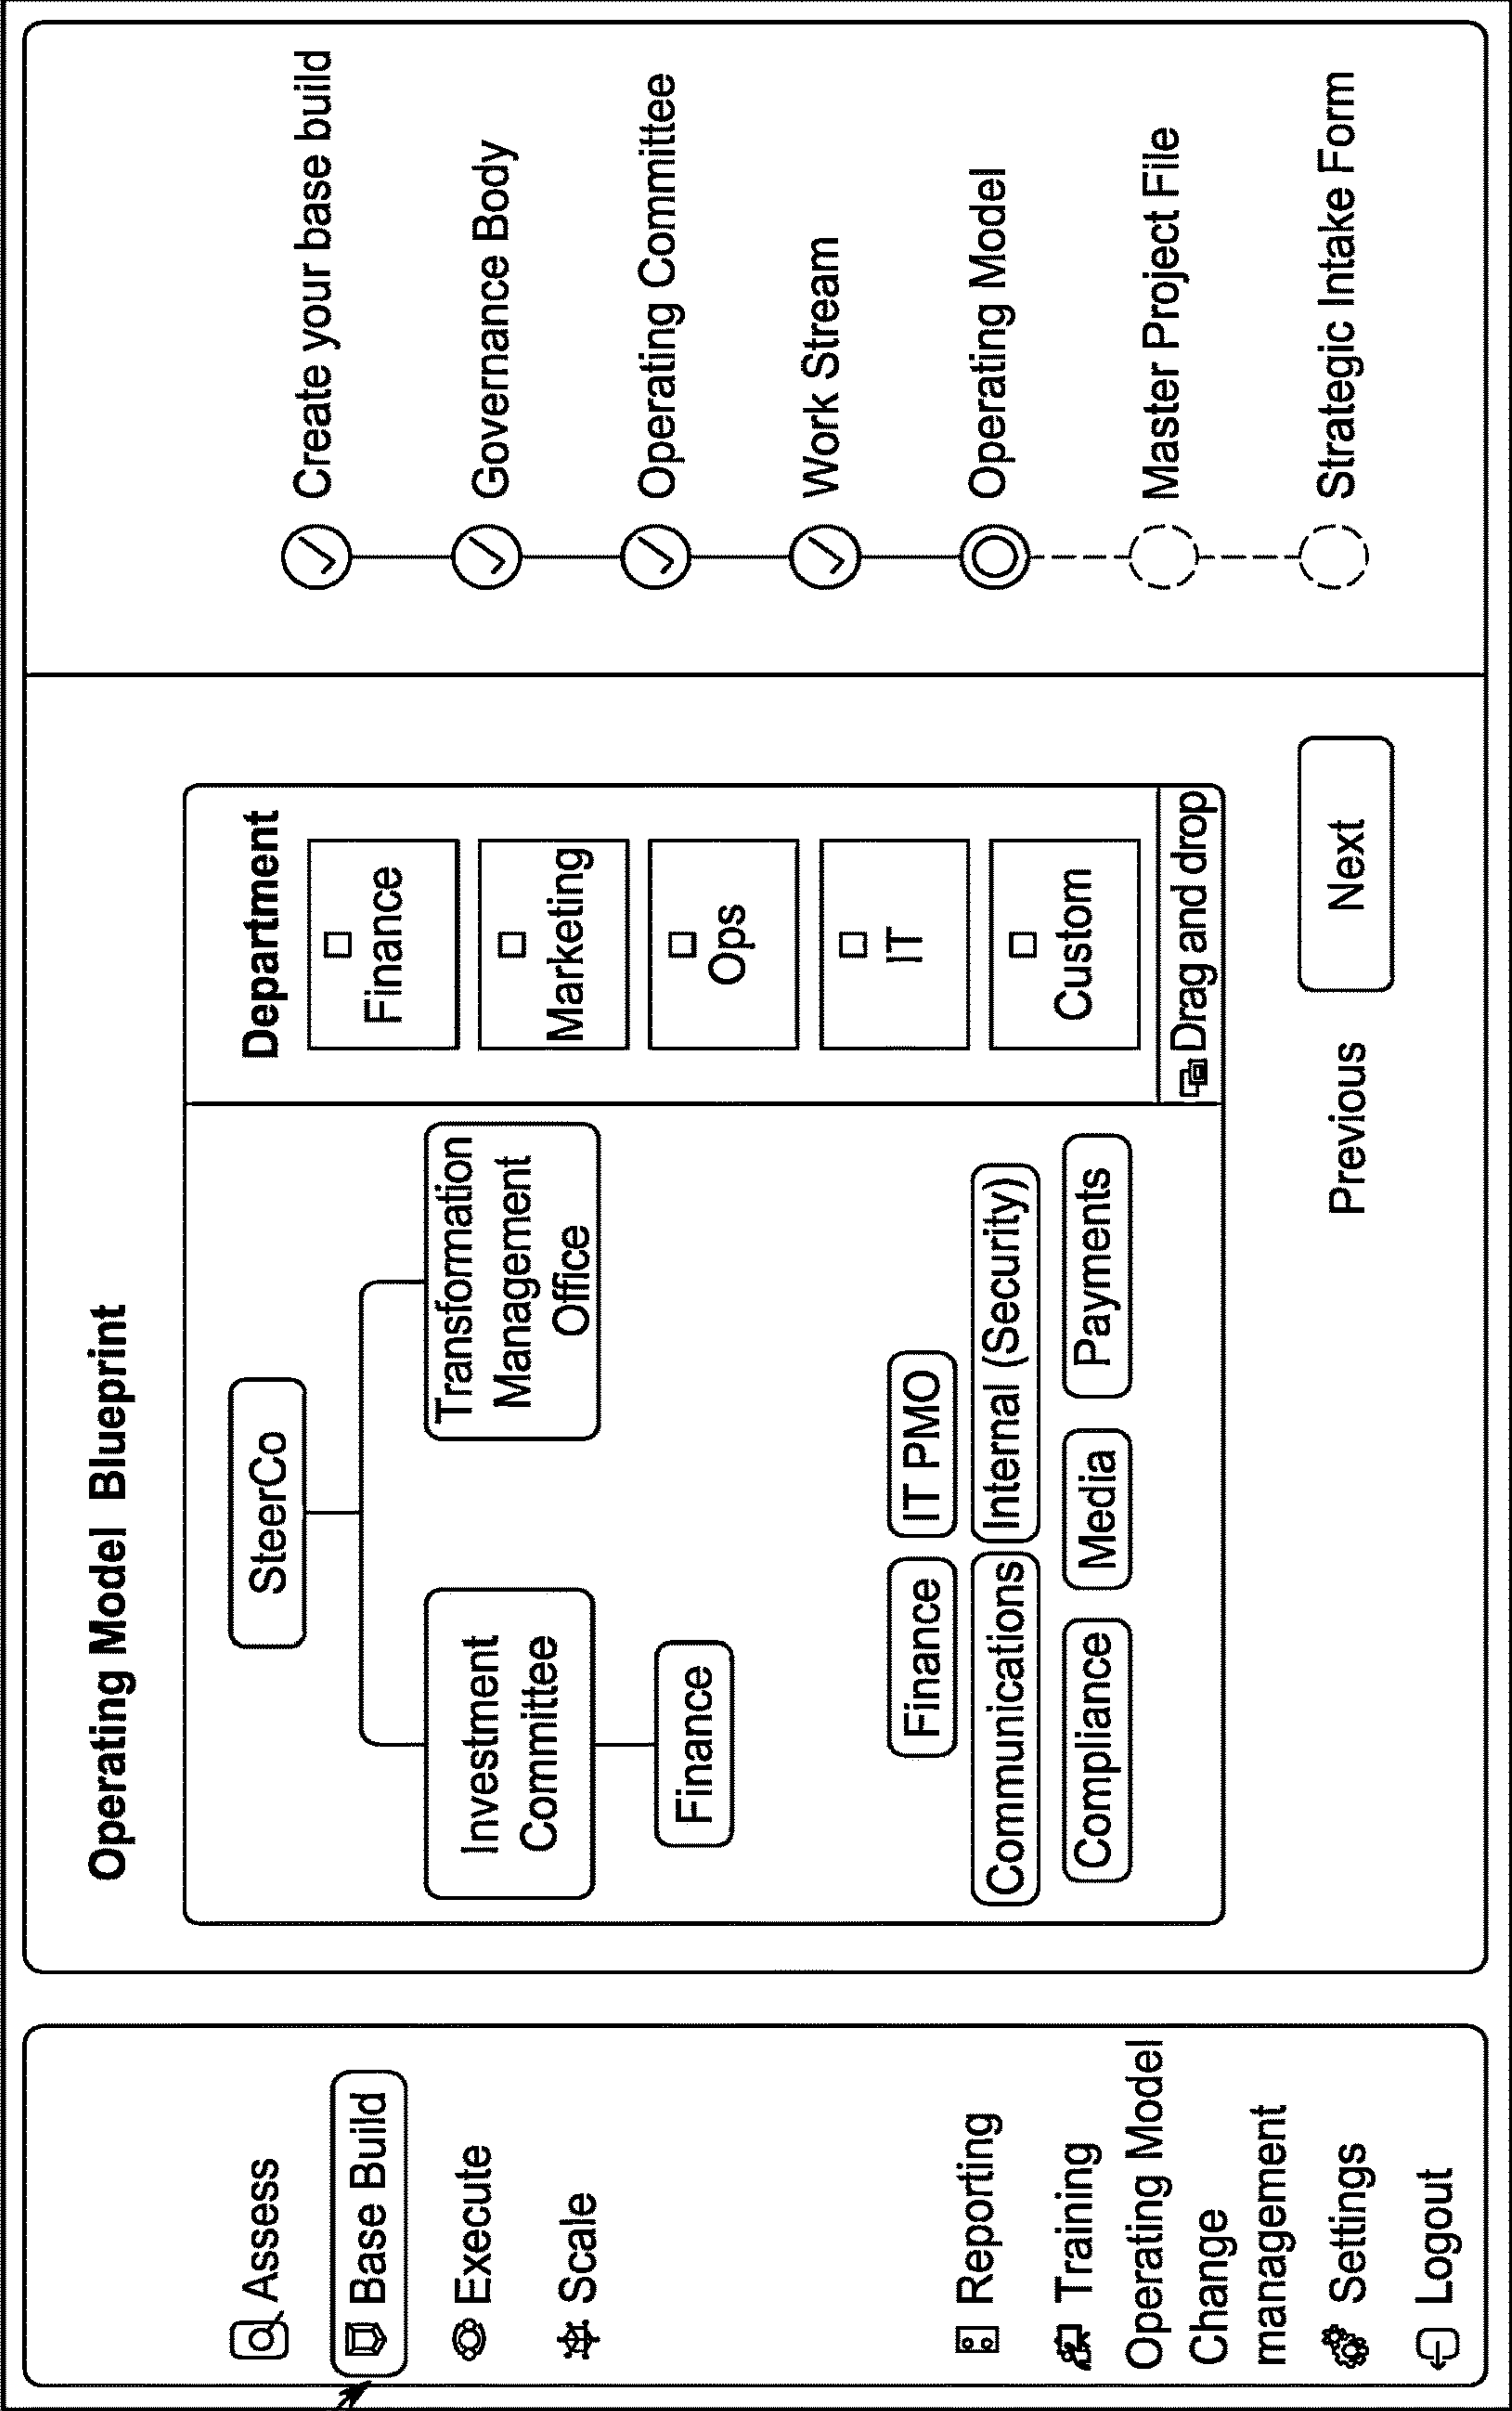 Assess
Base Build
Execute
Scale
Reporting
Training
Operating Model
Change
management
Settings
Logout
Operating Model Blueprint
SteerCo
Investment
Committee
Transformation
Management
Office
Finance
Finance
IT PMO
Communications
Internal (Security)
Compliance
Media
Payments
Department
Finance
Marketing
Ops
IT
Custom
Drag and drop
Previous
Next
Create your base build
Governance Body
Operating Committee
Work Stream
Operating Model
Master Project File
Strategic Intake Form